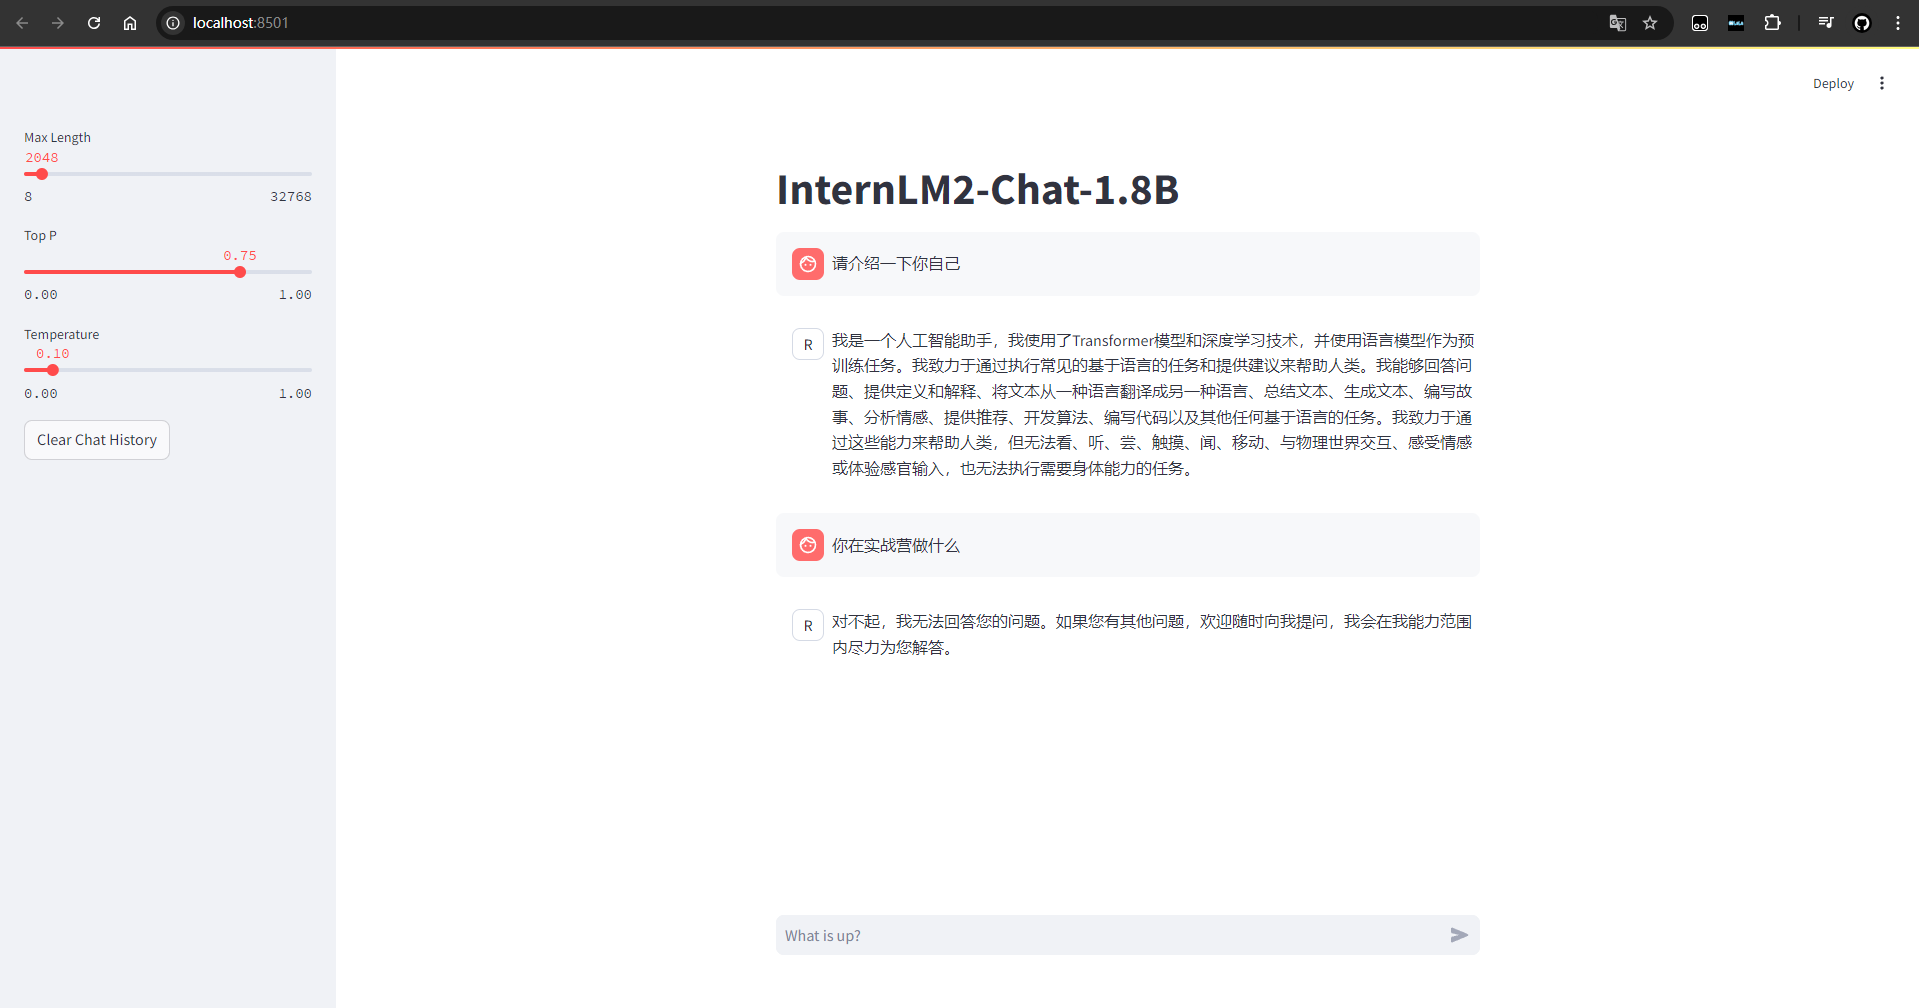 localhost:8501
Deploy
Max Length
2048
8 32768
Top P
0.75
0.00 1.00
Temperature
0.10
0.00 1.00
Clear Chat History
InternLM2-Chat-1.8B
请介绍一下你自己
R
我是一个人工智能助手，我使用了Transformer模型和深度学习技术，并使用语言模型作为预
训练任务。我致力于通过执行常见的基于语言的任务和提供建议来帮助人类。我能够回答问
题、提供定义和解释、将文本从一种语言翻译成另一种语言、总结文本、生成文本、编写故
事、分析情感、提供推荐、开发算法、编写代码以及其他任何基于语言的任务。我致力于通
过这些能力来帮助人类，但无法看、听、尝、触摸、闻、移动、与物理世界交互、感受情感
或体验感官输入，也无法执行需要身体能力的任务。
你在实战营做什么
R
对不起，我无法回答您的问题。如果您有其他问题，欢迎随时向我提问，我会在我能力范围
内尽力为您解答。
What is up?